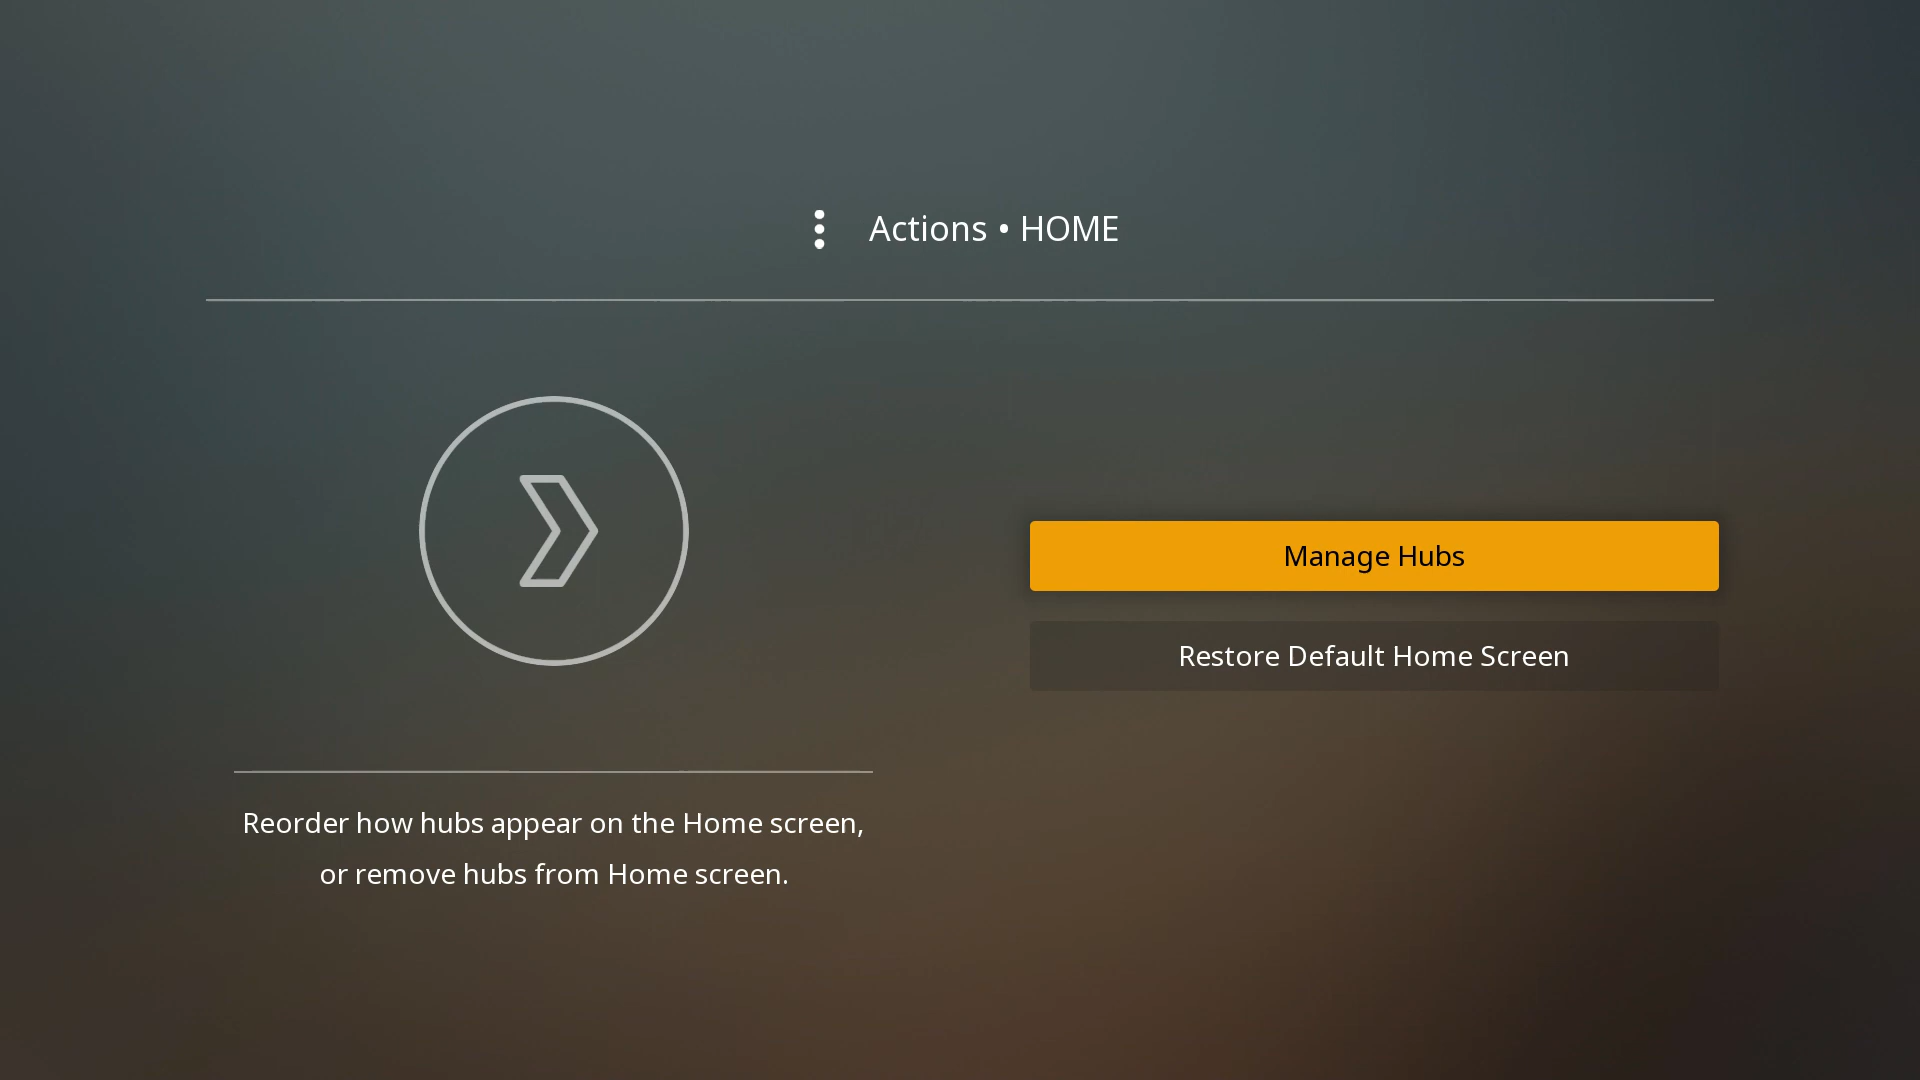 Actions • HOME
Manage Hubs
Restore Default Home Screen
Reorder how hubs appear on the Home screen,
or remove hubs from Home screen.